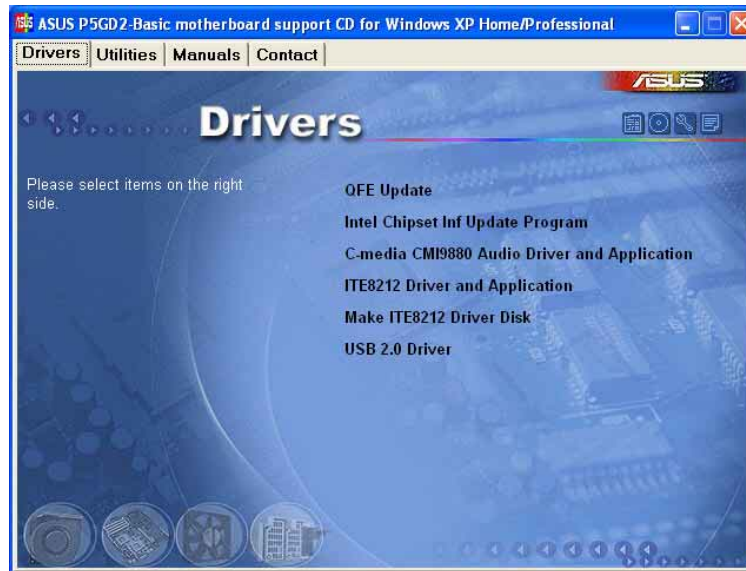 ASUS P5GD2-Basic motherboard support CD for Windows XP Home/Professional
Drivers Utilities Manuals Contact
ASUS
Drivers
Please select items on the right
side.
QFE Update
Intel Chipset Inf Update Program
C-media CMI9880 Audio Driver and Application
ITE8212 Driver and Application
Make ITE8212 Driver Disk
USB 2.0 Driver